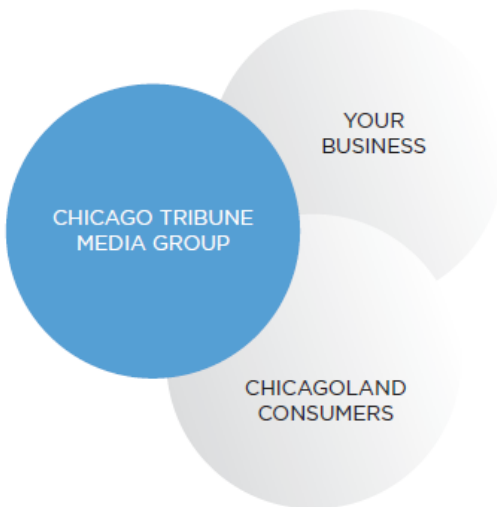 YOUR
BUSINESS
CHICAGO TRIBUNE
MEDIA GROUP
CHICAGOLAND
CONSUMERS